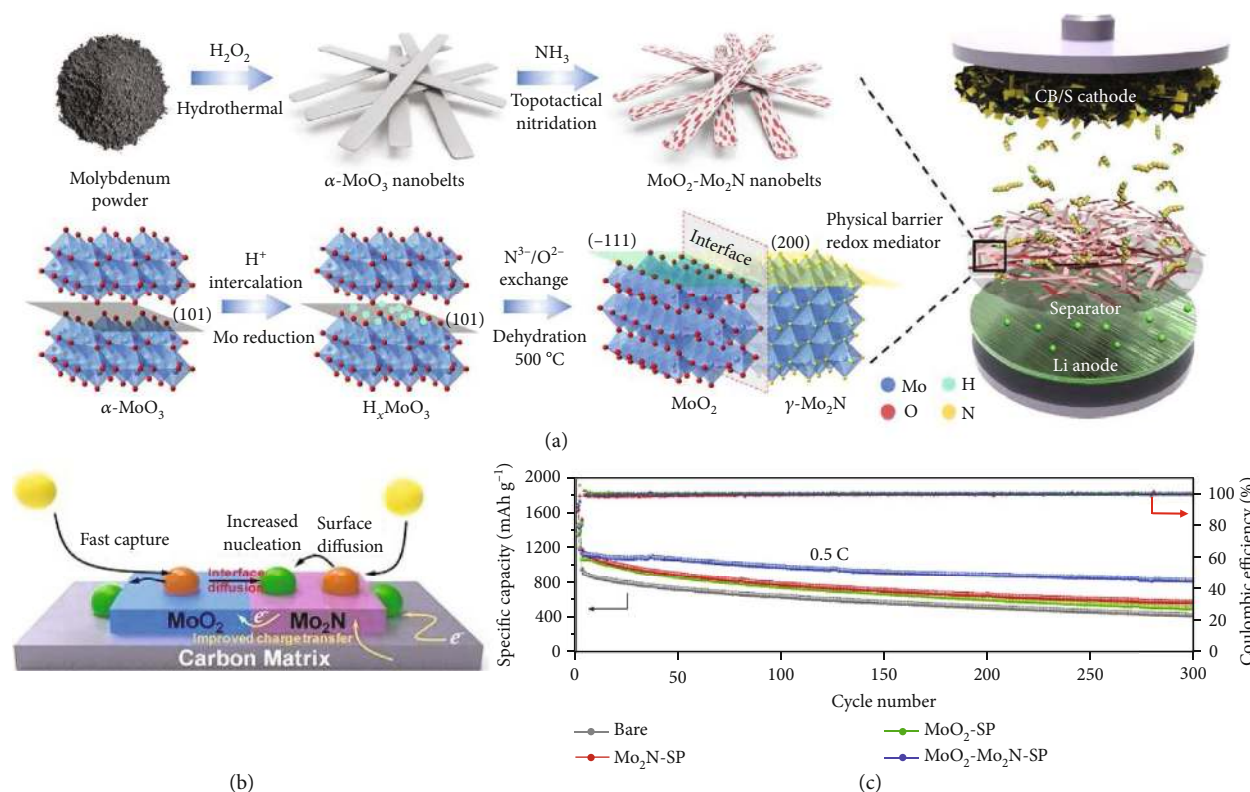 H₂O₂
Hydrothermal
NH₃
Topotactical
nitridation
Molybdenum
powder
α-MoO₃ nanobelts
MoO₂-Mo₂N nanobelts
CB/S cathode
Physical barrier
redox mediator
Separator
Li anode
H⁺
intercalation
Mo reduction
(101)
(101)
N³⁻/O²⁻
exchange
Dehydration
500 °C
(–111)
Interface
(200)
α-MoO₃
HₓMoO₃
MoO₂
γ-Mo₂N
Mo
H
O
N
(a)
Fast capture
Increased
nucleation
Surface
diffusion
Interface
diffusion
MoO₂
e⁻
Mo₂N
Improved charge transfer
e⁻
Carbon Matrix
(b)
Specific capacity (mAh g⁻¹)
2000
1600
1200
800
400
0
0.5 C
100
80
60
40
20
0
Coulombic efficiency (%)
0
50
100
150
200
250
300
Cycle number
Bare
MoO₂-SP
Mo₂N-SP
MoO₂-Mo₂N-SP
(c)